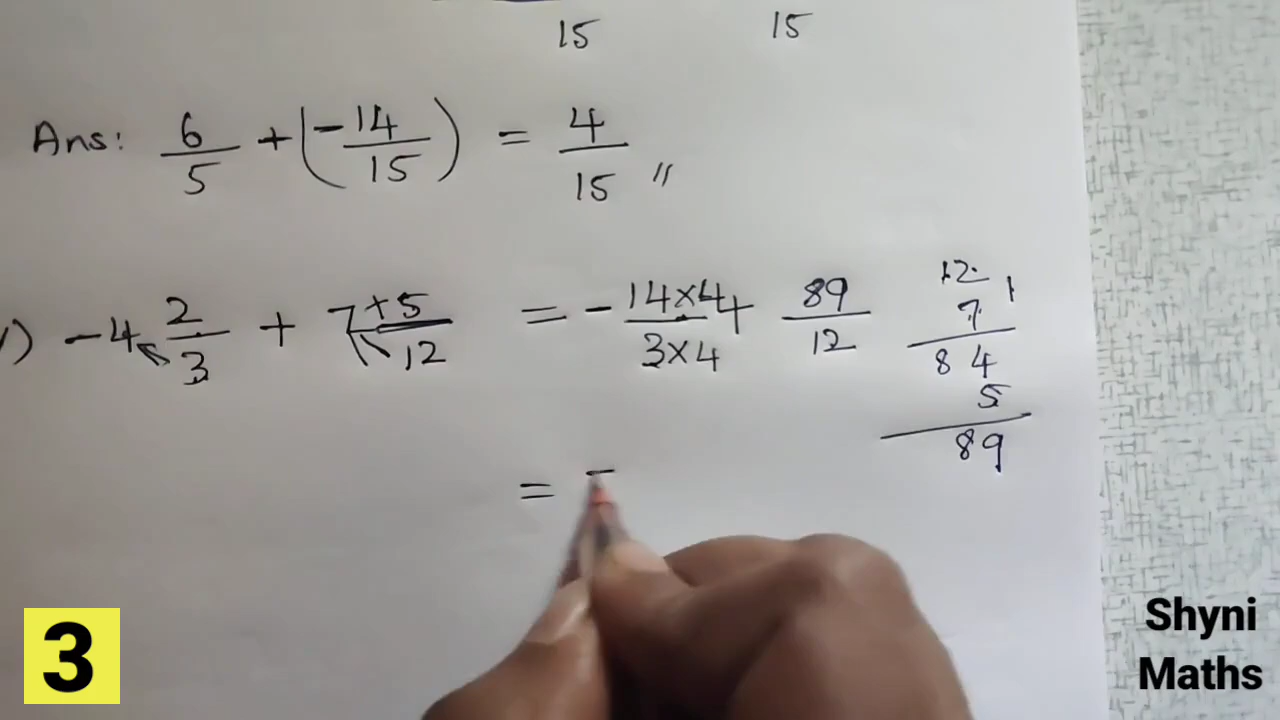 15 15
Ans: 6/5 + (-14/15) = 4/15 //
) -4 2/3 + 7 + 5/12 = - 14×4/3×4 + 89/12
12
7 1
84
5
89
= -
3
Shyni
Maths